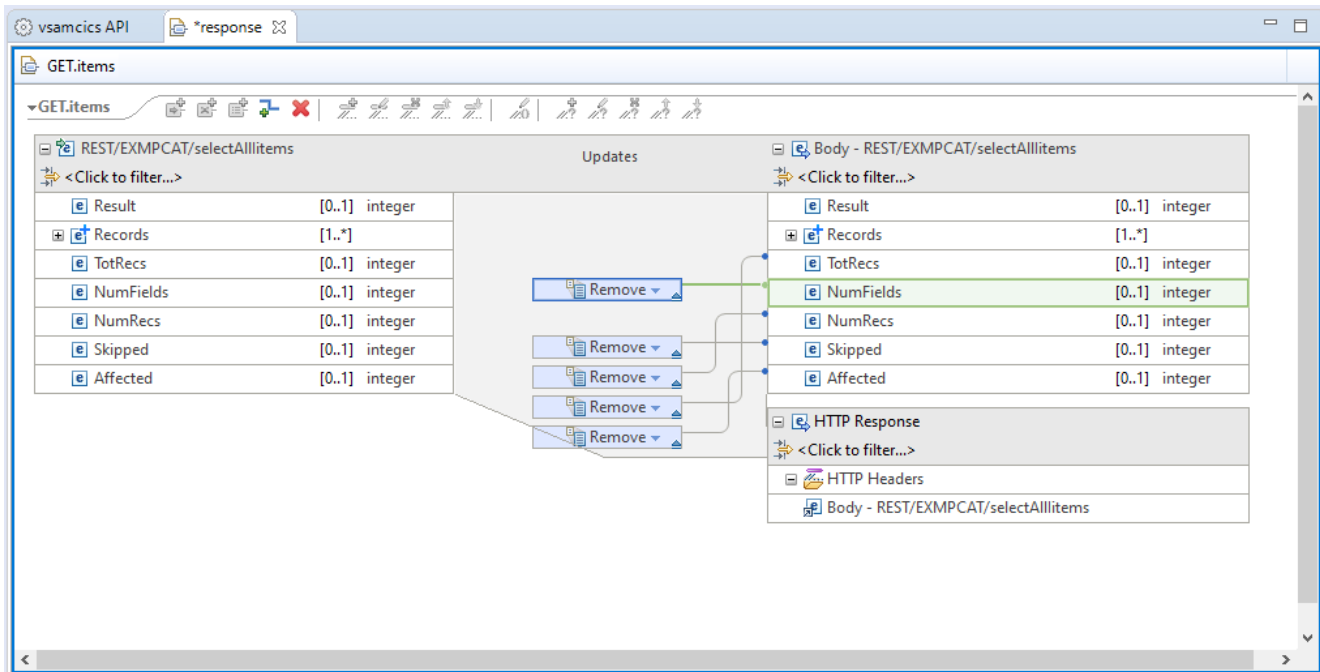 vsamcics API *response
GET.items
GET.items
REST/EXMPCAT/selectAllIitems Updates Body - REST/EXMPCAT/selectAllIitems
<Click to filter...> <Click to filter...>
Result [0..1] integer Result [0..1] integer
Records [1..*] Records [1..*]
TotRecs [0..1] integer TotRecs [0..1] integer
NumFields [0..1] integer Remove NumFields [0..1] integer
NumRecs [0..1] integer NumRecs [0..1] integer
Skipped [0..1] integer Remove Skipped [0..1] integer
Affected [0..1] integer Remove Affected [0..1] integer
Remove
Remove HTTP Response
<Click to filter...>
HTTP Headers
Body - REST/EXMPCAT/selectAllIitems